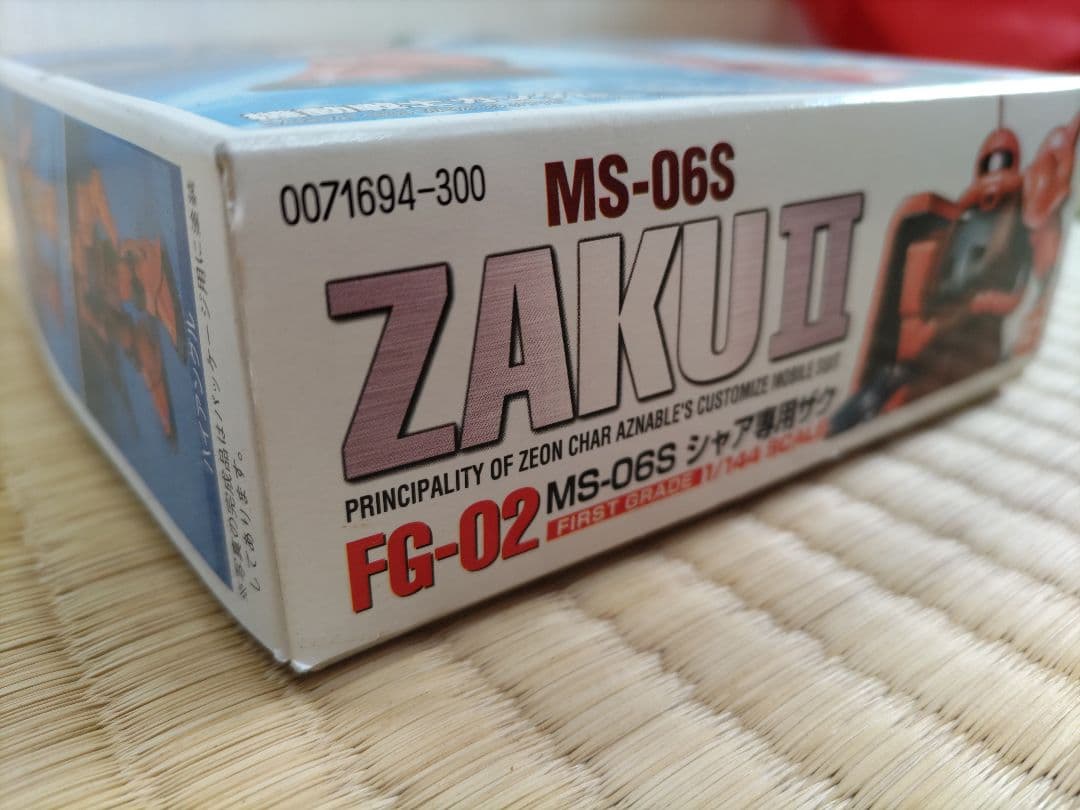 0071694-300
MS-06S
ZAKU II
PRINCIPALITY OF ZEON CHAR AZNABLE'S CUSTOMIZE MOBILE SUIT
FG-02
MS-06S シャア専用ザク
FIRST GRADE 1/144 SCALE